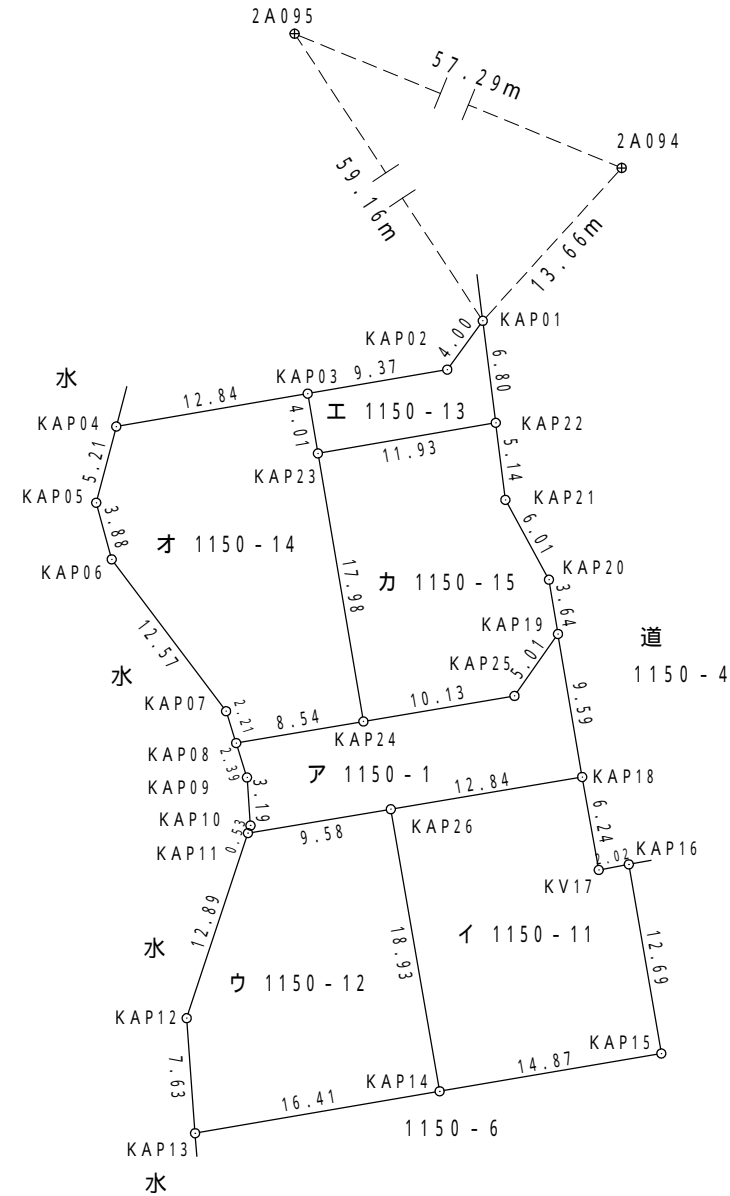 2A095
57.29m
2A094
59.16m
13.66m
KAP01
KAP02
4.00
9.37
6.80
KAP03
水
12.84
エ 1150-13
4.01
KAP04
KAP22
11.93
5.14
5.21
KAP23
KAP05
KAP21
3.88
6.01
オ 1150-14
KAP06
KAP20
カ 1150-15
17.98
3.64
KAP19
道
12.57
KAP25
5.01
水
1150-4
10.13
9.59
KAP07
2.21
8.54
KAP24
KAP08
2.39
ア 1150-1
KAP09
12.84
KAP18
3.19
KAP10
0.53
KAP11
9.58
KAP26
6.24
2.02
KAP16
KV17
12.89
水
イ 1150-11
18.93
12.69
ウ 1150-12
KAP12
KAP15
7.63
14.87
KAP14
16.41
1150-6
KAP13
水